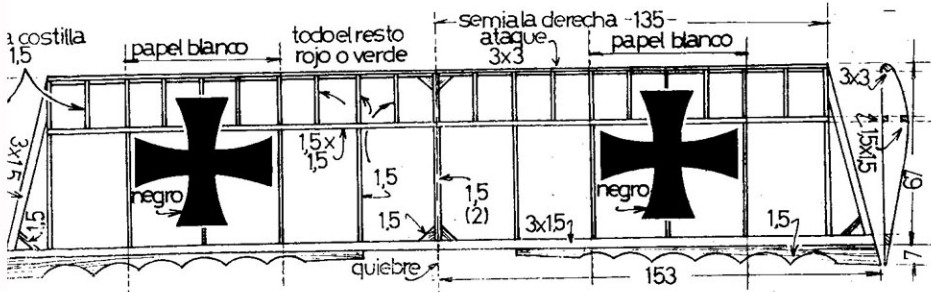 semiala derecha -135-
a costilla
1,5
papel blanco
todo el resto
rojo o verde
ataque
3x3
papel blanco
3x3
3x1,5
1,5x
1,5
1,5x1,5
negro
1,5
1,5
(2)
negro
67
1,5
1,5
3x1,5
1,5
quiebre
153
7